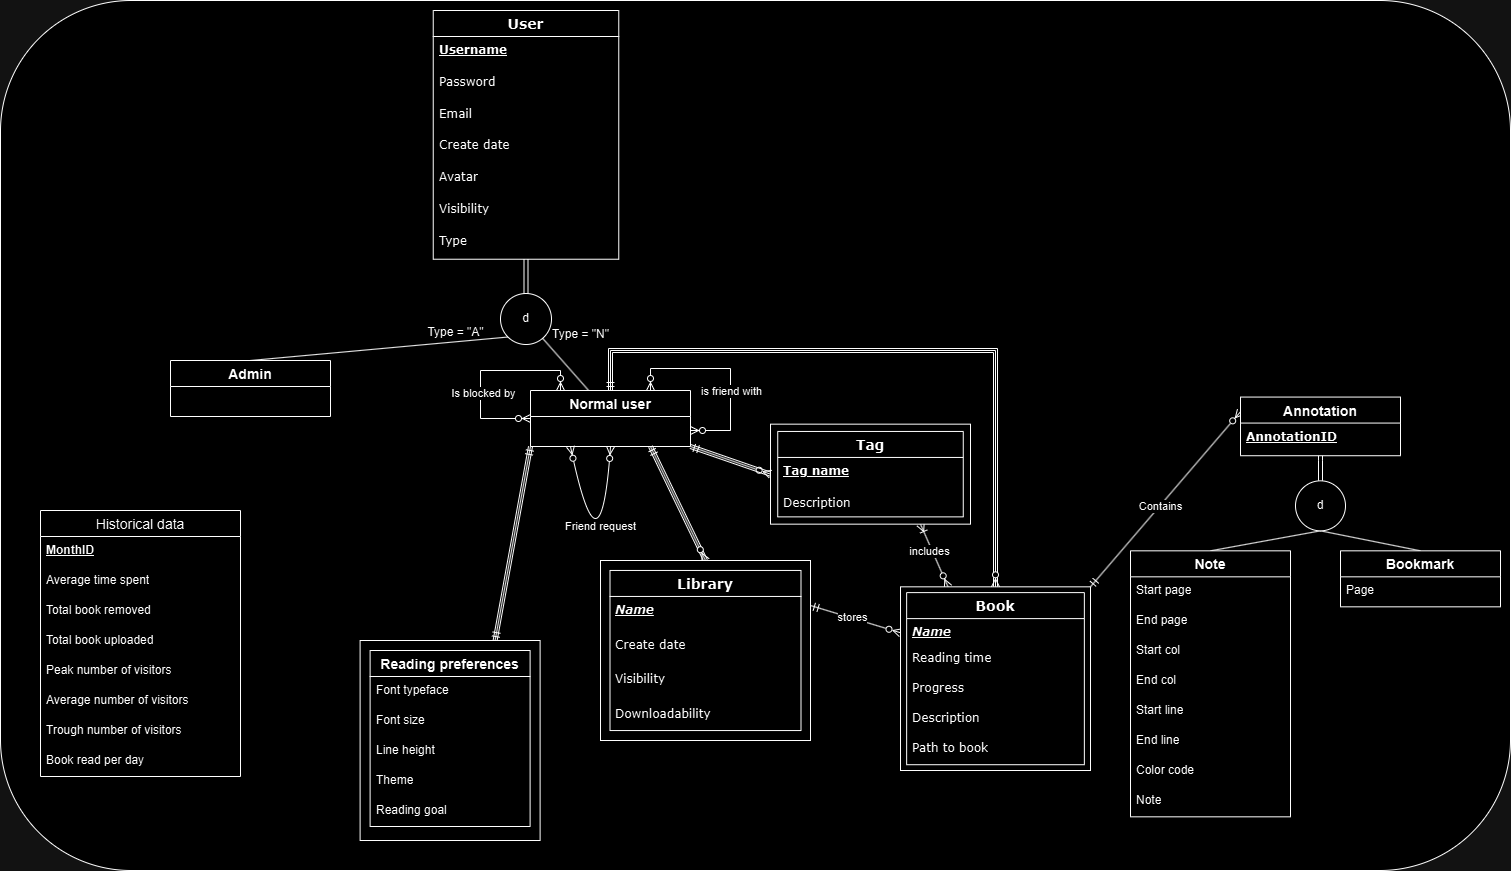 User
Username
Password
Email
Create date
Avatar
Visibility
Type
d
Type = "A"
Type = "N"
Admin
Normal user
Is blocked by
is friend with
Friend request
Tag
Tag name
Description
includes
Annotation
AnnotationID
d
Contains
Note
Start page
End page
Start col
End col
Start line
End line
Color code
Note
Bookmark
Page
Historical data
MonthID
Average time spent
Total book removed
Total book uploaded
Peak number of visitors
Average number of visitors
Trough number of visitors
Book read per day
Library
Name
Create date
Visibility
Downloadability
stores
Book
Name
Reading time
Progress
Description
Path to book
Reading preferences
Font typeface
Font size
Line height
Theme
Reading goal